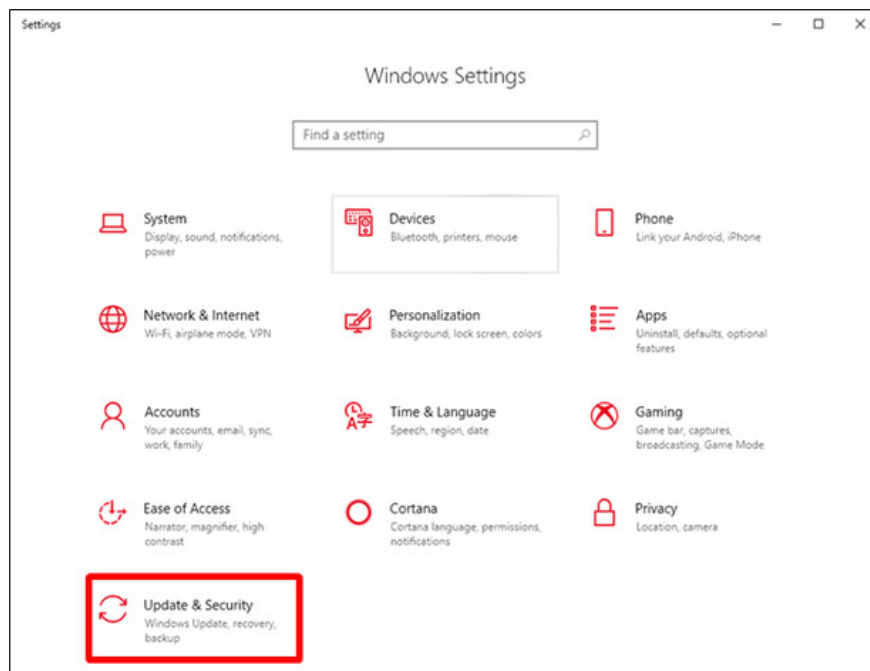 Settings
Windows Settings
Find a setting
System
Display, sound, notifications,
power
Devices
Bluetooth, printers, mouse
Phone
Link your Android, iPhone
Network & Internet
Wi-Fi, airplane mode, VPN
Personalization
Background, lock screen, colors
Apps
Uninstall, defaults, optional
features
Accounts
Your accounts, email, sync,
work, family
Time & Language
Speech, region, date
Gaming
Game bar, captures,
broadcasting, Game Mode
Ease of Access
Narrator, magnifier, high
contrast
Cortana
Cortana language, permissions,
notifications
Privacy
Location, camera
Update & Security
Windows Update, recovery,
backup